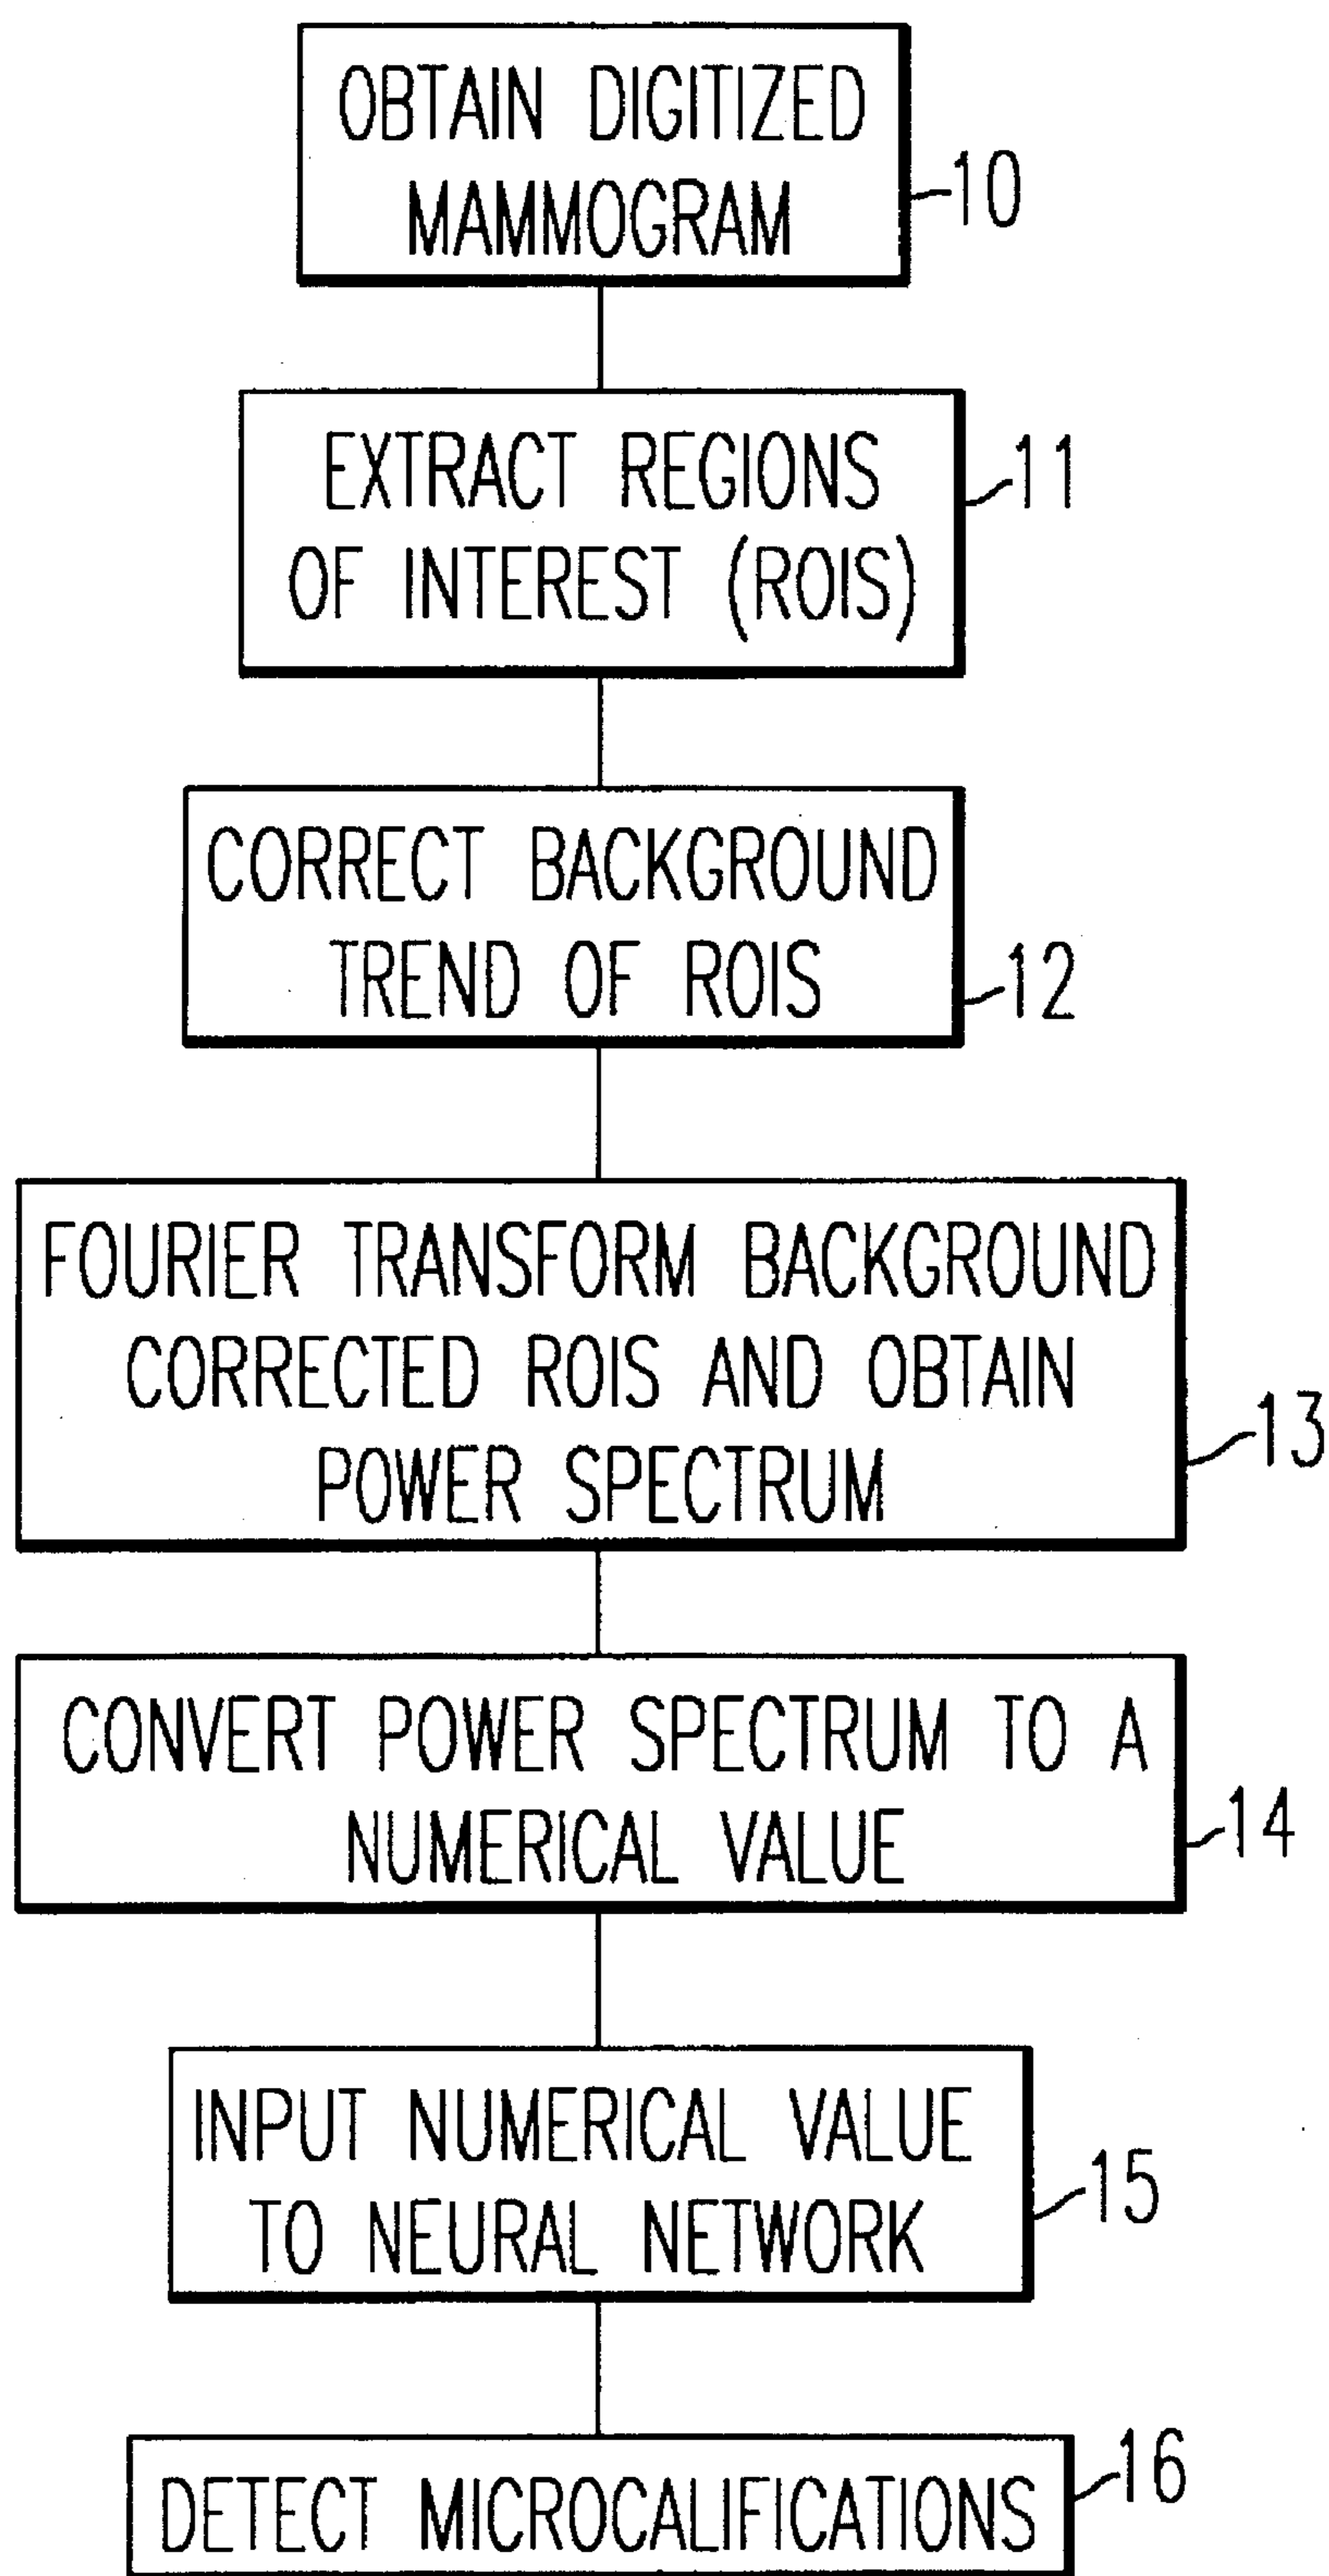 OBTAIN DIGITIZED
MAMMOGRAM
10
EXTRACT REGIONS
OF INTEREST (ROIS)
11
CORRECT BACKGROUND
TREND OF ROIS
12
FOURIER TRANSFORM BACKGROUND
CORRECTED ROIS AND OBTAIN
POWER SPECTRUM
13
CONVERT POWER SPECTRUM TO A
NUMERICAL VALUE
14
INPUT NUMERICAL VALUE
TO NEURAL NETWORK
15
DETECT MICROCALIFICATIONS
16